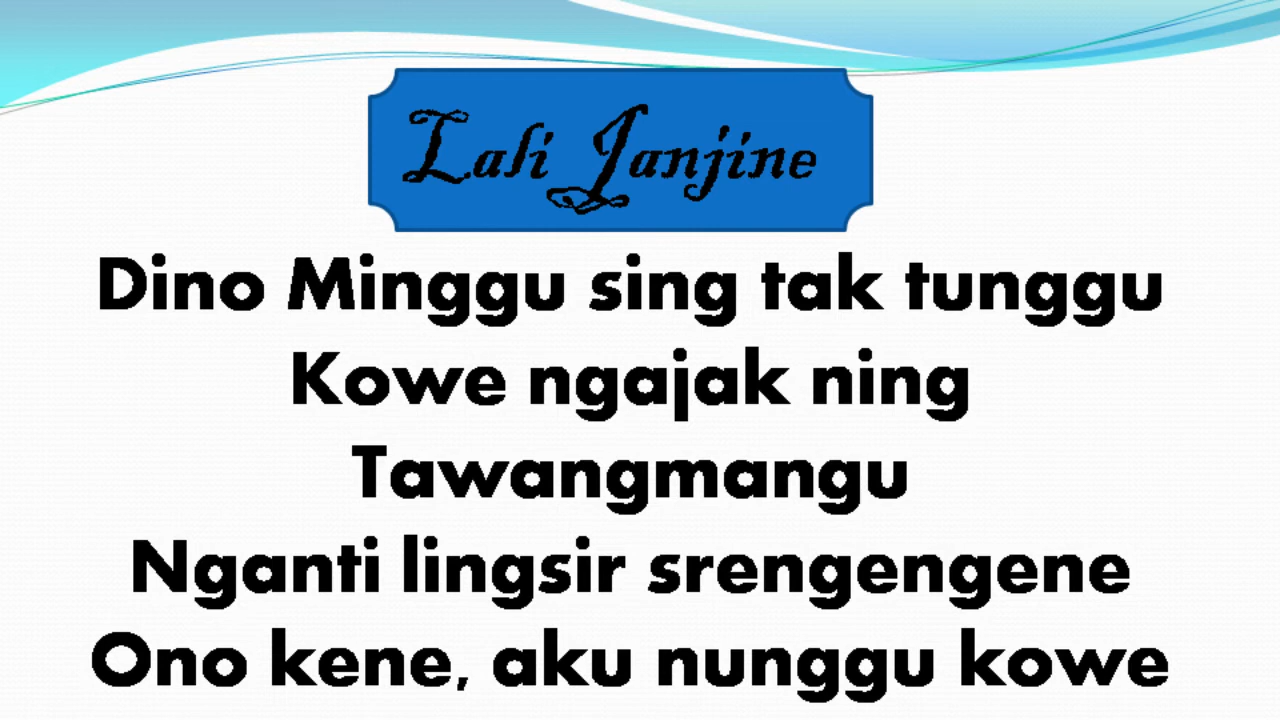 Lali Janjine
Dino Minggu sing tak tunggu
Kowe ngajak ning
Tawangmangu
Nganti lingsir srengengene
Ono kene, aku nunggu kowe